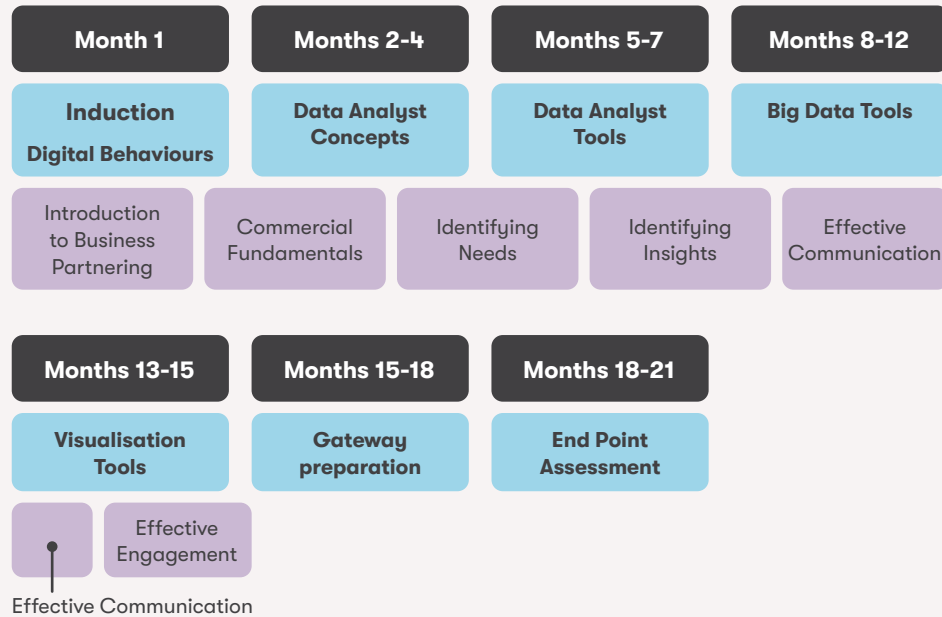 Month 1
Months 2-4
Months 5-7
Months 8-12
Induction
Digital Behaviours
Data Analyst
Concepts
Data Analyst
Tools
Big Data Tools
Introduction
to Business
Partnering
Commercial
Fundamentals
Identifying
Needs
Identifying
Insights
Effective
Communication
Months 13-15
Months 15-18
Months 18-21
Visualisation
Tools
Gateway
preparation
End Point
Assessment
Effective
Engagement
Effective Communication